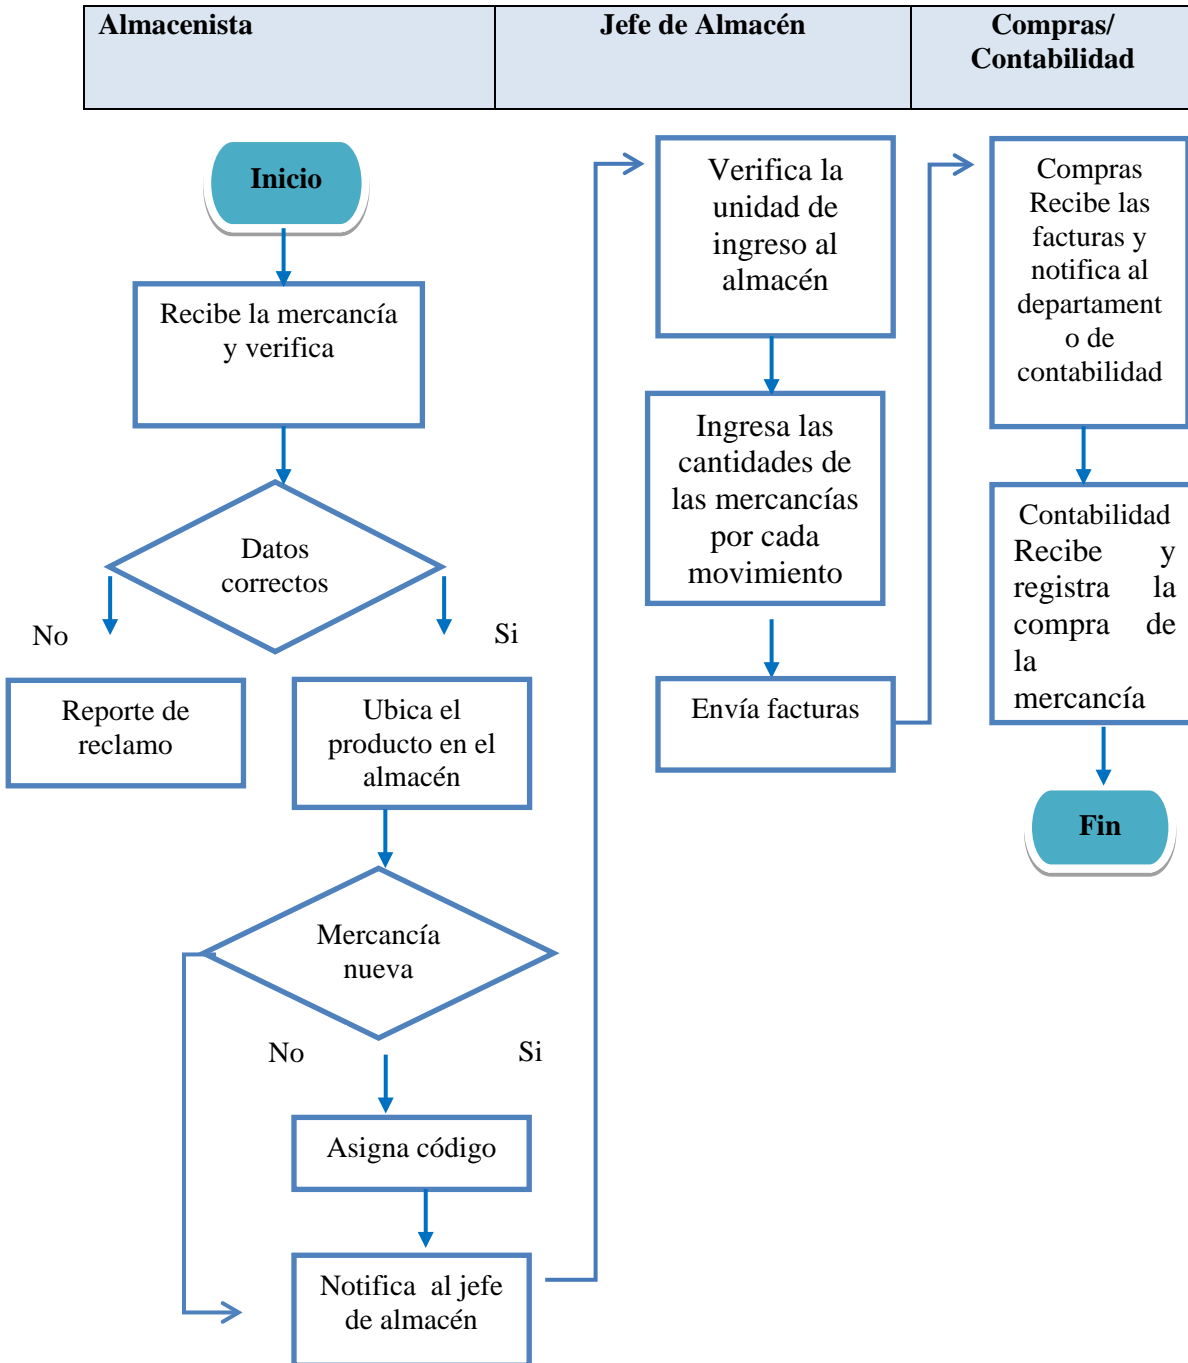 Almacenista
Jefe de Almacén
Compras/
Contabilidad
Inicio
Recibe la mercancía
y verifica
Datos
correctos
No
Si
Reporte de
reclamo
Ubica el
producto en el
almacén
Mercancía
nueva
No
Si
Asigna código
Notifica al jefe
de almacén
Verifica la
unidad de
ingreso al
almacén
Ingresa las
cantidades de
las mercancías
por cada
movimiento
Envía facturas
Compras
Recibe las
facturas y
notifica al
departament
o de
contabilidad
Contabilidad
Recibe y
registra la
compra de
la
mercancía
Fin